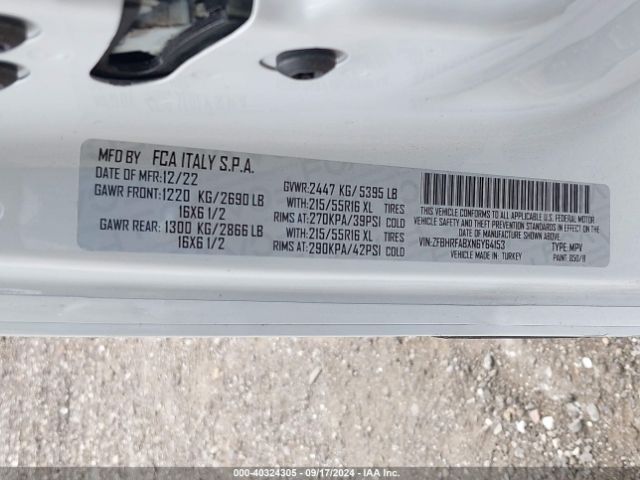 MFD BY FCA ITALY S.P.A.
DATE OF MFR:12/22 GVWR:2447 KG/5395 LB
GAWR FRONT:1220 KG/2690 LB WITH:215/55R16 XL TIRES
16X6 1/2 RIMS AT:270KPA/39PSI COLD
GAWR REAR: 1300 KG/2866 LB WITH:215/55R16 XL TIRES
16X6 1/2 RIMS AT:290KPA/42PSI COLD
THIS VEHICLE CONFORMS TO ALL APPLICABLE U.S. FEDERAL MOTOR
VEHICLE SAFETY AND THEFT PREVENTION STANDARDS IN EFFECT ON
THE DATE OF MANUFACTURE SHOWN ABOVE.
VIN:ZFBHRFABXN6Y64153 TYPE: MPV
VEHICLE MADE IN: TURKEY PAINT:
000-40324305 - 09/17/2024 - IAA Inc.